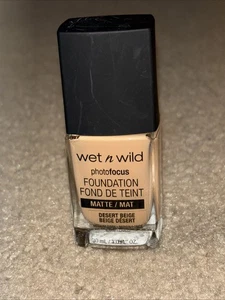 wet n wild
photofocus
FOUNDATION
FOND DE TEINT
MATTE / MAT
DESERT BEIGE
BEIGE DÉSERT